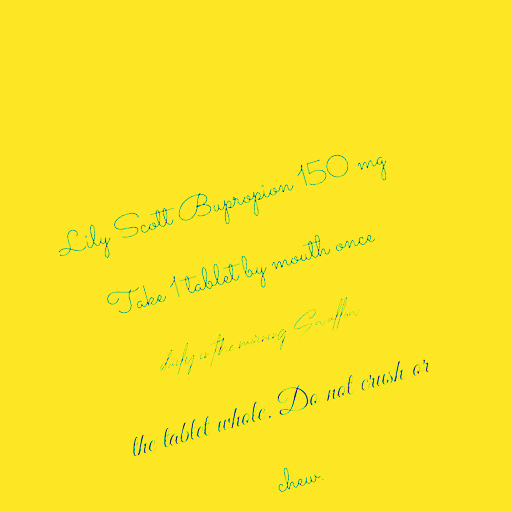 Lily Scott Bupropion 150 mg
Take 1 tablet by mouth once
daily in the morning. Swallow
the tablet whole. Do not crush or
chew.